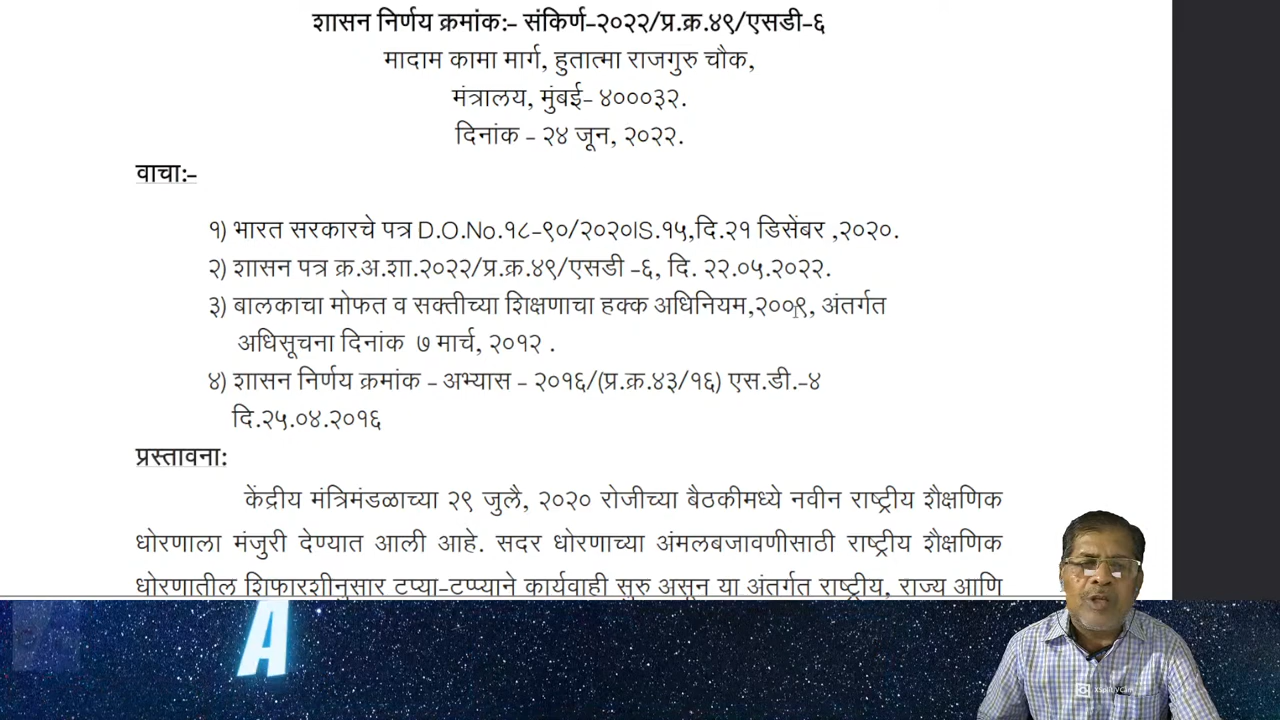 शासन निर्णय क्रमांक:- संकिर्ण-२०२२/प्र.क्र.४९/एसडी-६
मादाम कामा मार्ग, हुतात्मा राजगुरु चौक,
मंत्रालय, मुंबई- ४०००३२.
दिनांक - २४ जून, २०२२.
वाचा:-
१) भारत सरकारचे पत्र D.O.No.१८-९०/२०२०IS.१५,दि.२१ डिसेंबर ,२०२०.
२) शासन पत्र क्र.अ.शा.२०२२/प्र.क्र.४९/एसडी -६, दि. २२.०५.२०२२.
३) बालकाचा मोफत व सक्तीच्या शिक्षणाचा हक्क अधिनियम,२००९, अंतर्गत
अधिसूचना दिनांक ७ मार्च, २०१२ .
४) शासन निर्णय क्रमांक - अभ्यास - २०१६/(प्र.क्र.४३/१६) एस.डी.-४
दि.२५.०४.२०१६
प्रस्तावना:
केंद्रीय मंत्रिमंडळाच्या २९ जुलै, २०२० रोजीच्या बैठकीमध्ये नवीन राष्ट्रीय शैक्षणिक
धोरणाला मंजुरी देण्यात आली आहे. सदर धोरणाच्या अंमलबजावणीसाठी राष्ट्रीय शैक्षणिक
धोरणातील शिफारशीनुसार टप्या-टप्प्याने कार्यवाही सुरु असून या अंतर्गत राष्ट्रीय, राज्य आणि
A